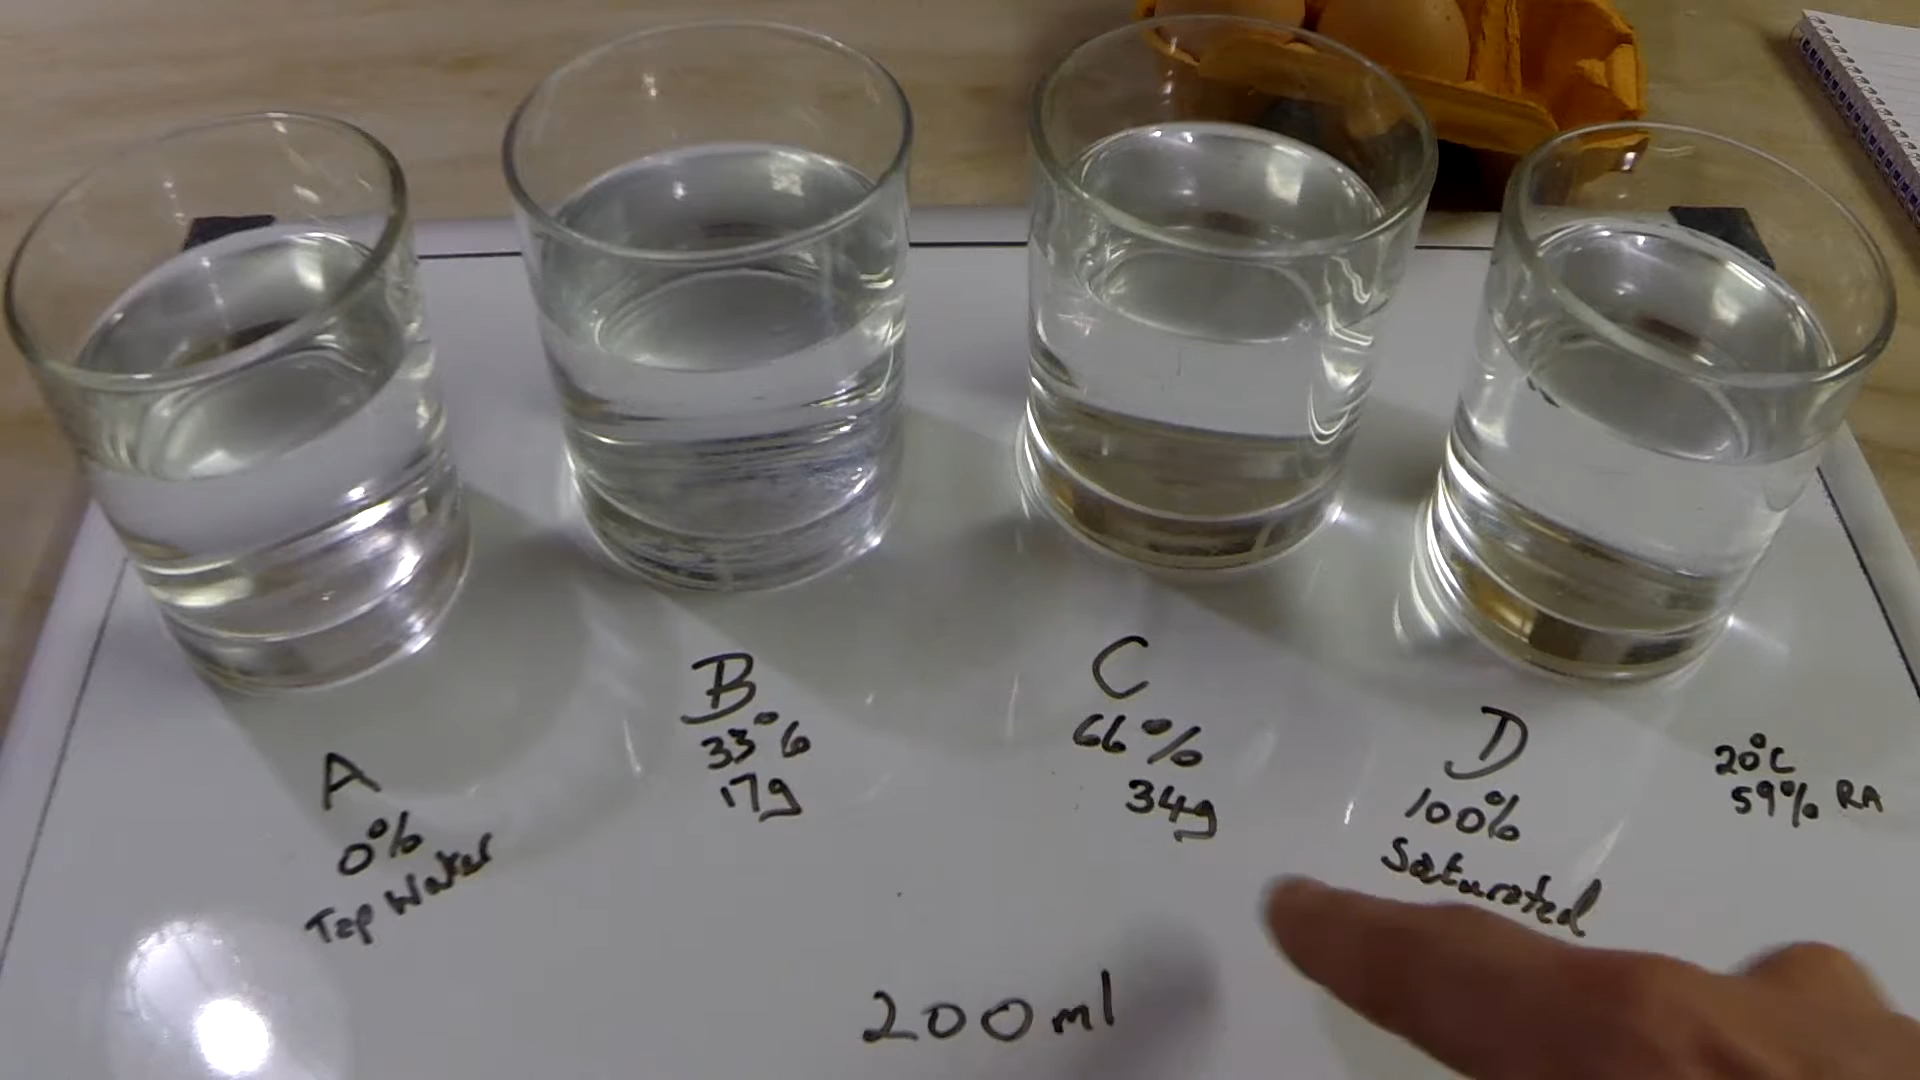 A
0%
Tap Water
B
33%
17g
C
66%
34g
D
100%
Saturated
20°C
59% RA
200ml